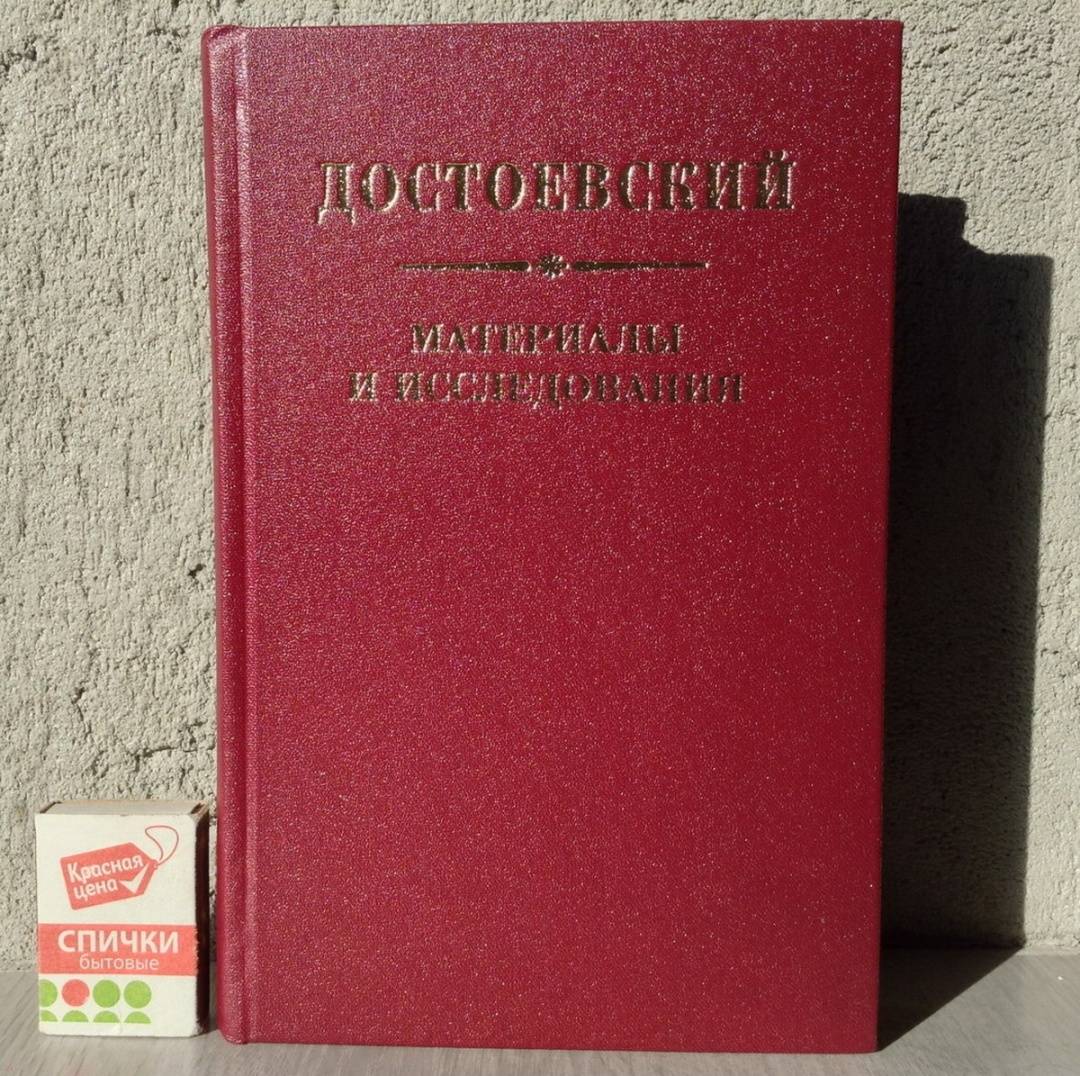 ДОСТОЕВСКИЙ
МАТЕРИАЛЫ
И ИССЛЕДОВАНИЯ
Красная
цена
СПИЧКИ
бытовые